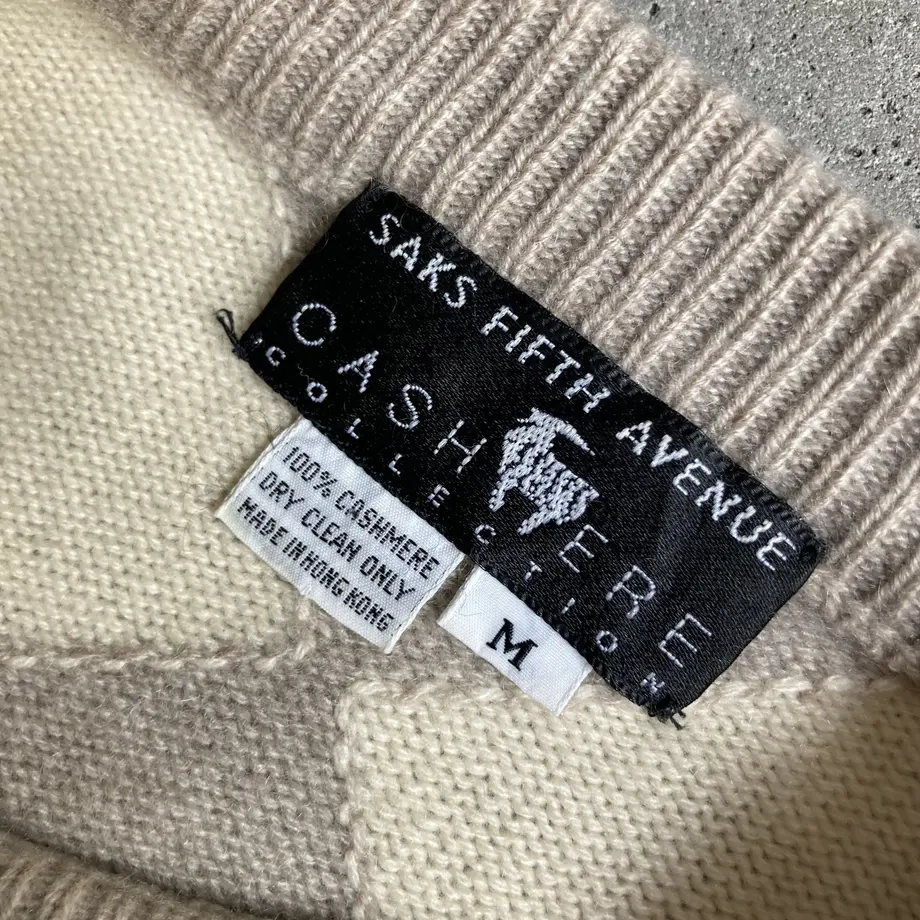 SAKS FIFTH AVENUE
CASHMERE
COLLECTION
100% CASHMERE
DRY CLEAN ONLY
MADE IN HONG KONG
M